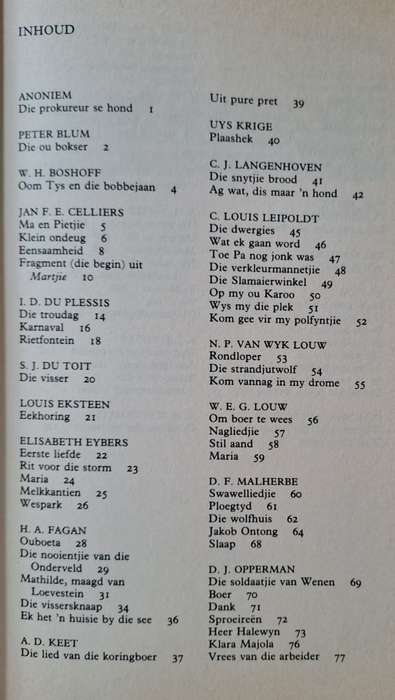 INHOUD
ANONIEM
Die prokureur se hond 1
PETER BLUM
Die ou bokser 2
W. H. BOSHOFF
Oom Tys en die bobbejaan 4
JAN F. E. CELLIERS
Ma en Pietjie 5
Klein ondeug 6
Eensaamheid 8
Fragment (die begin) uit
Martjie 10
I. D. DU PLESSIS
Die troudag 14
Karnaval 16
Rietfontein 18
S. J. DU TOIT
Die visser 20
LOUIS EKSTEEN
Eekhoring 21
ELISABETH EYBERS
Eerste liefde 22
Rit voor die storm 23
Maria 24
Melkkantien 25
Wespark 26
H. A. FAGAN
Ouboeta 28
Die nooientjie van die
Onderveld 29
Mathilde, maagd van
Loevestein 31
Die vissersknaap 34
Ek het 'n huisie by die see 36
A. D. KEET
Die lied van die koringboer 37
Uit pure pret 39
UYS KRIGE
Plaashek 40
C. J. LANGENHOVEN
Die snytjie brood 41
Ag wat, dis maar 'n hond 42
C. LOUIS LEIPOLDT
Die dwergies 45
Wat ek gaan word 46
Toe Pa nog jonk was 47
Die verkleurmannetjie 48
Die Slamaierwinkel 49
Op my ou Karoo 50
Wys my die plek 51
Kom gee vir my polfyntjie 52
N. P. VAN WYK LOUW
Rondloper 53
Die strandjutwolf 54
Kom vannag in my drome 55
W. E. G. LOUW
Om boer te wees 56
Nagliedjie 57
Stil aand 58
Maria 59
D. F. MALHERBE
Swawelliedjie 60
Ploegtyd 61
Die wolfhuis 62
Jakob Ontong 64
Slaap 68
D. J. OPPERMAN
Die soldaatjie van Wenen 69
Boer 70
Dank 71
Sproeireën 72
Heer Halewyn 73
Klara Majola 76
Vrees van die arbeider 77